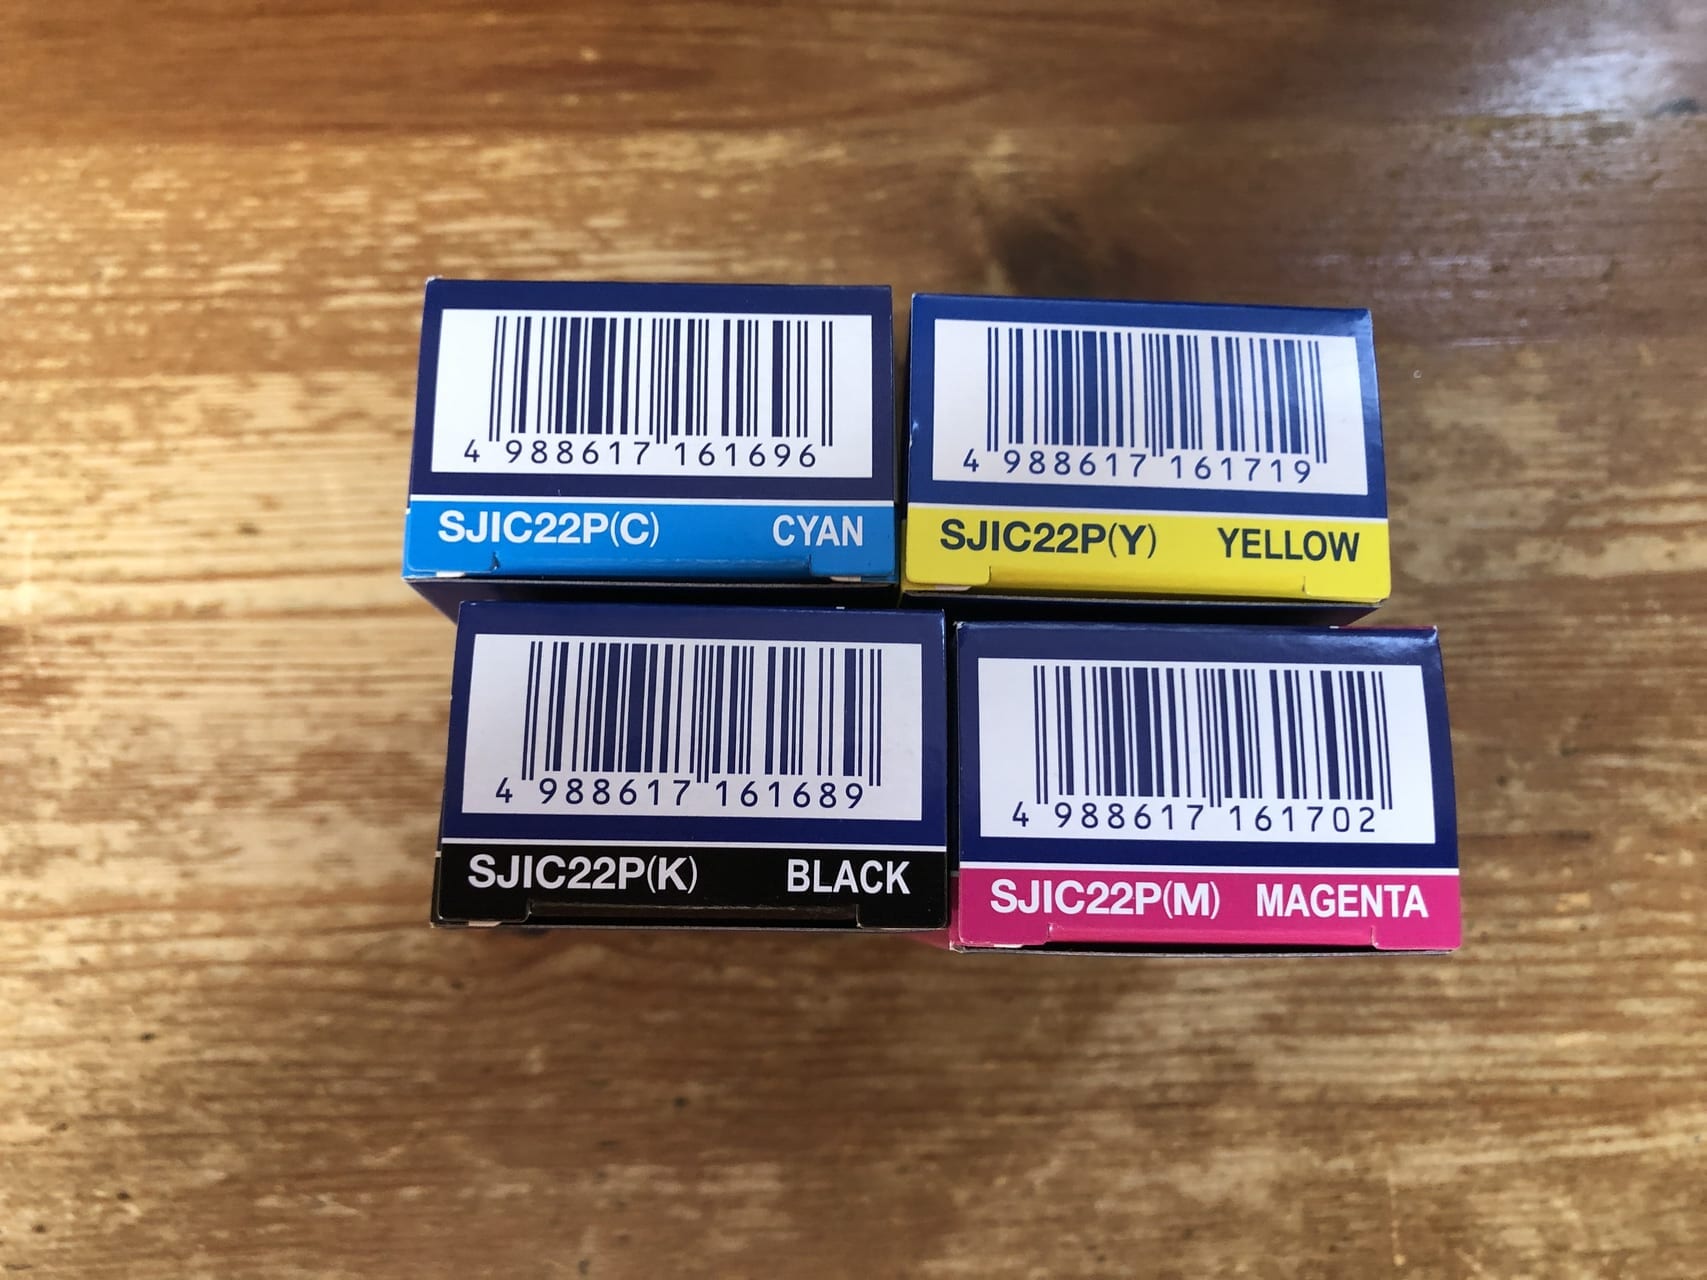 4 988617 161696
SJIC22P(C) CYAN
4 988617 161719
SJIC22P(Y) YELLOW
4 988617 161689
SJIC22P(K) BLACK
4 988617 161702
SJIC22P(M) MAGENTA